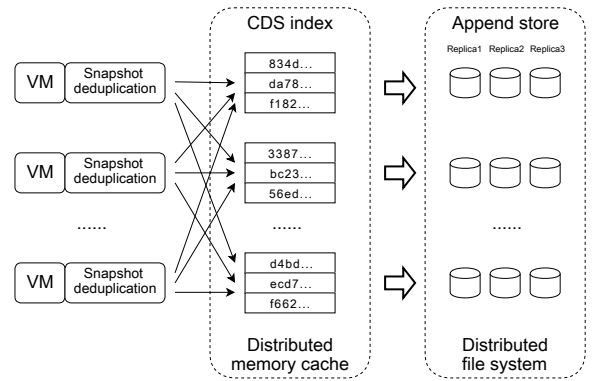 CDS index
Append store
Replica1 Replica2 Replica3
VM
Snapshot
deduplication
834d...
da78...
f182...
VM
Snapshot
deduplication
3387...
bc23...
56ed...
...... ...... ......
VM
Snapshot
deduplication
d4bd...
ecd7...
f662...
Distributed
memory cache
Distributed
file system